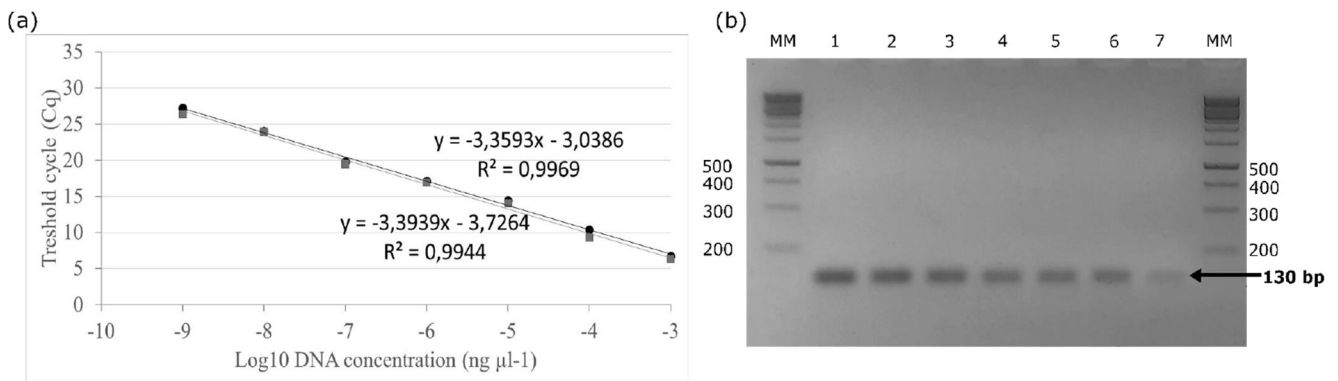 (a)
Treshold cycle (Cq)
35
30
25
20
15
10
5
0
y = -3,3593x - 3,0386
R² = 0,9969
y = -3,3939x - 3,7264
R² = 0,9944
-10 -9 -8 -7 -6 -5 -4 -3
Log10 DNA concentration (ng µl-1)
(b)
MM 1 2 3 4 5 6 7 MM
500 500
400 400
300 300
200 200
130 bp